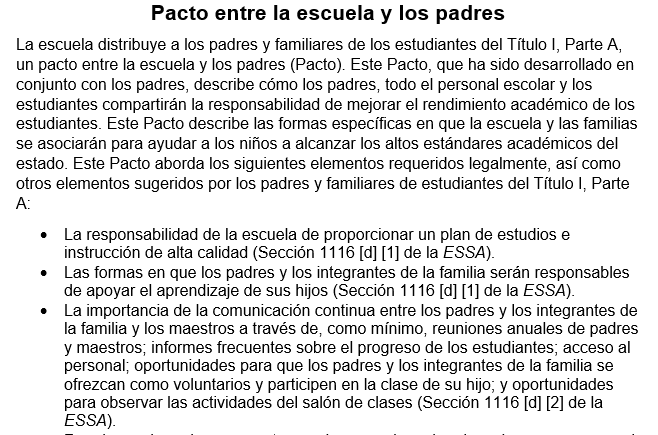 Pacto entre la escuela y los padres
La escuela distribuye a los padres y familiares de los estudiantes del Título I, Parte A,
un pacto entre la escuela y los padres (Pacto). Este Pacto, que ha sido desarrollado en
conjunto con los padres, describe cómo los padres, todo el personal escolar y los
estudiantes compartirán la responsabilidad de mejorar el rendimiento académico de los
estudiantes. Este Pacto describe las formas específicas en que la escuela y las familias
se asociarán para ayudar a los niños a alcanzar los altos estándares académicos del
estado. Este Pacto aborda los siguientes elementos requeridos legalmente, así como
otros elementos sugeridos por los padres y familiares de estudiantes del Título I, Parte
A:
• La responsabilidad de la escuela de proporcionar un plan de estudios e
instrucción de alta calidad (Sección 1116 [d] [1] de la ESSA).
• Las formas en que los padres y los integrantes de la familia serán responsables
de apoyar el aprendizaje de sus hijos (Sección 1116 [d] [1] de la ESSA).
• La importancia de la comunicación continua entre los padres y los integrantes de
la familia y los maestros a través de, como mínimo, reuniones anuales de padres
y maestros; informes frecuentes sobre el progreso de los estudiantes; acceso al
personal; oportunidades para que los padres y los integrantes de la familia se
ofrezcan como voluntarios y participen en la clase de su hijo; y oportunidades
para observar las actividades del salón de clases (Sección 1116 [d] [2] de la
ESSA).